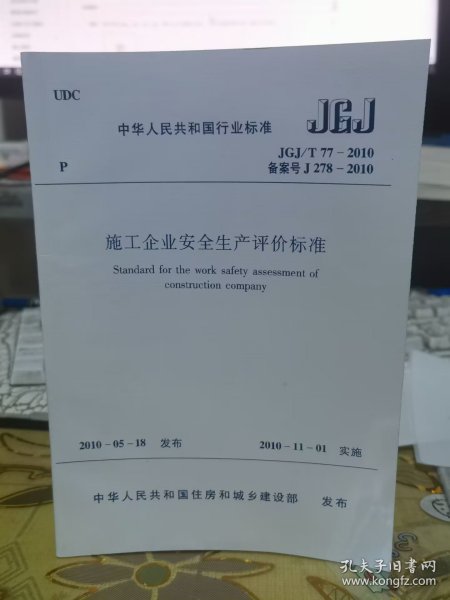 UDC
中华人民共和国行业标准
JGJ
JGJ/T 77-2010
P
备案号 J 278-2010
施工企业安全生产评价标准
Standard for the work safety assessment of
construction company
2010-05-18 发布
2010-11-01 实施
中华人民共和国住房和城乡建设部 发布
孔夫子旧书网
www.kongfz.com